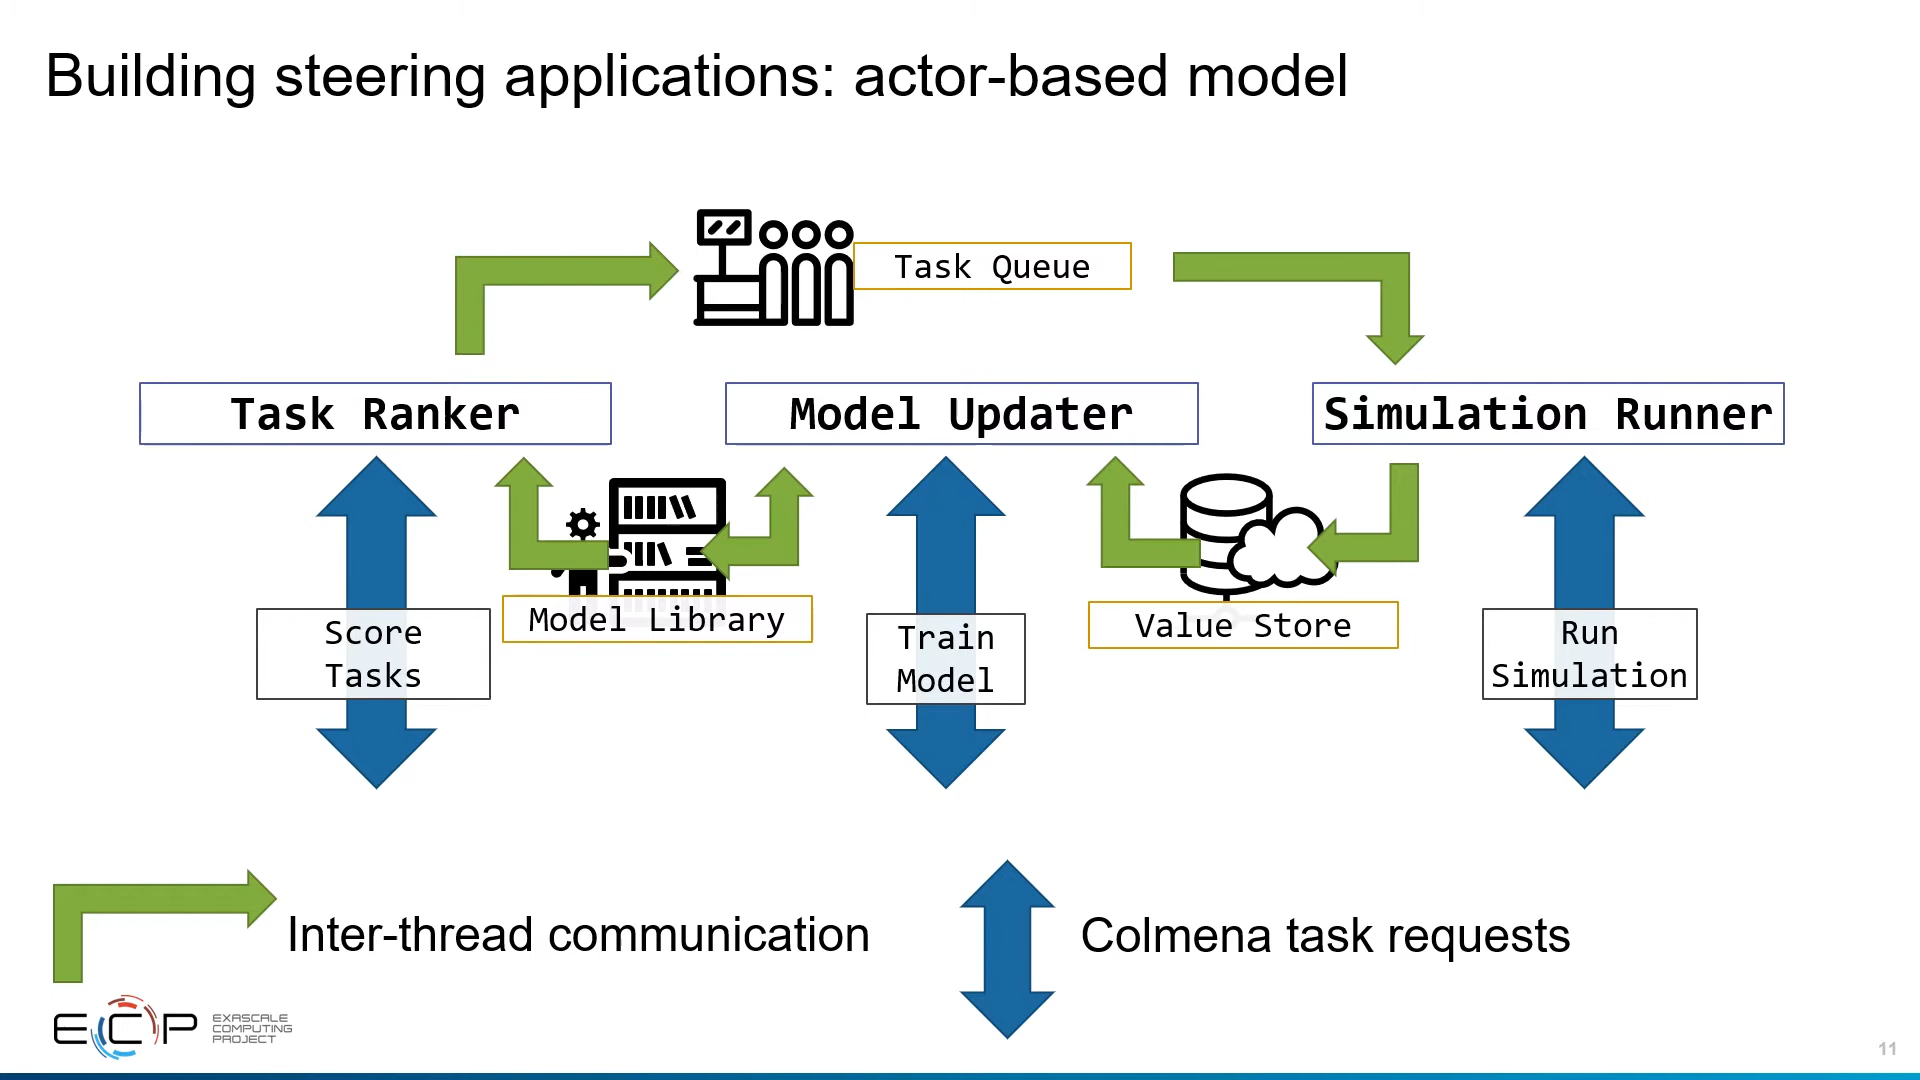 Building steering applications: actor-based model
Task Queue
Task Ranker
Model Updater
Simulation Runner
Score
Tasks
Model Library
Train
Model
Value Store
Run
Simulation
Inter-thread communication
Colmena task requests
ECP
EXASCALE
COMPUTING
PROJECT
11